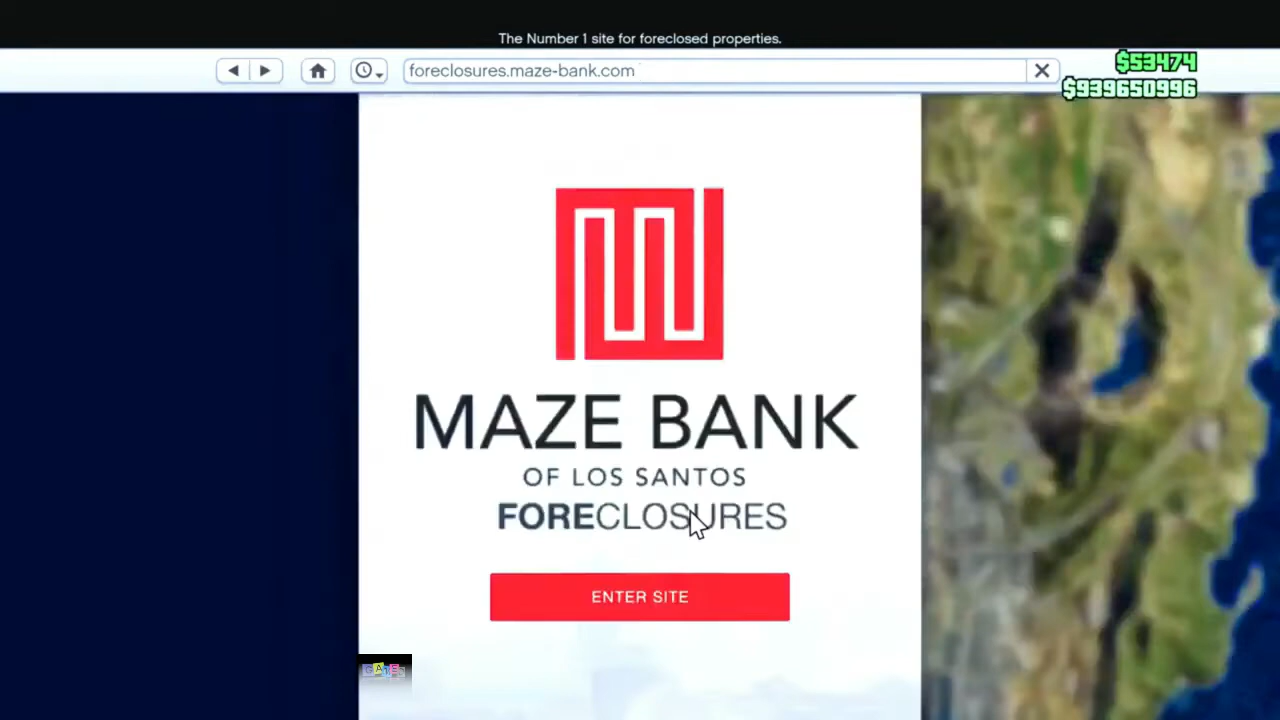 The Number 1 site for foreclosed properties.
foreclosures.maze-bank.com
$53474
$939650996
MAZE BANK
OF LOS SANTOS
FORECLOSURES
ENTER SITE